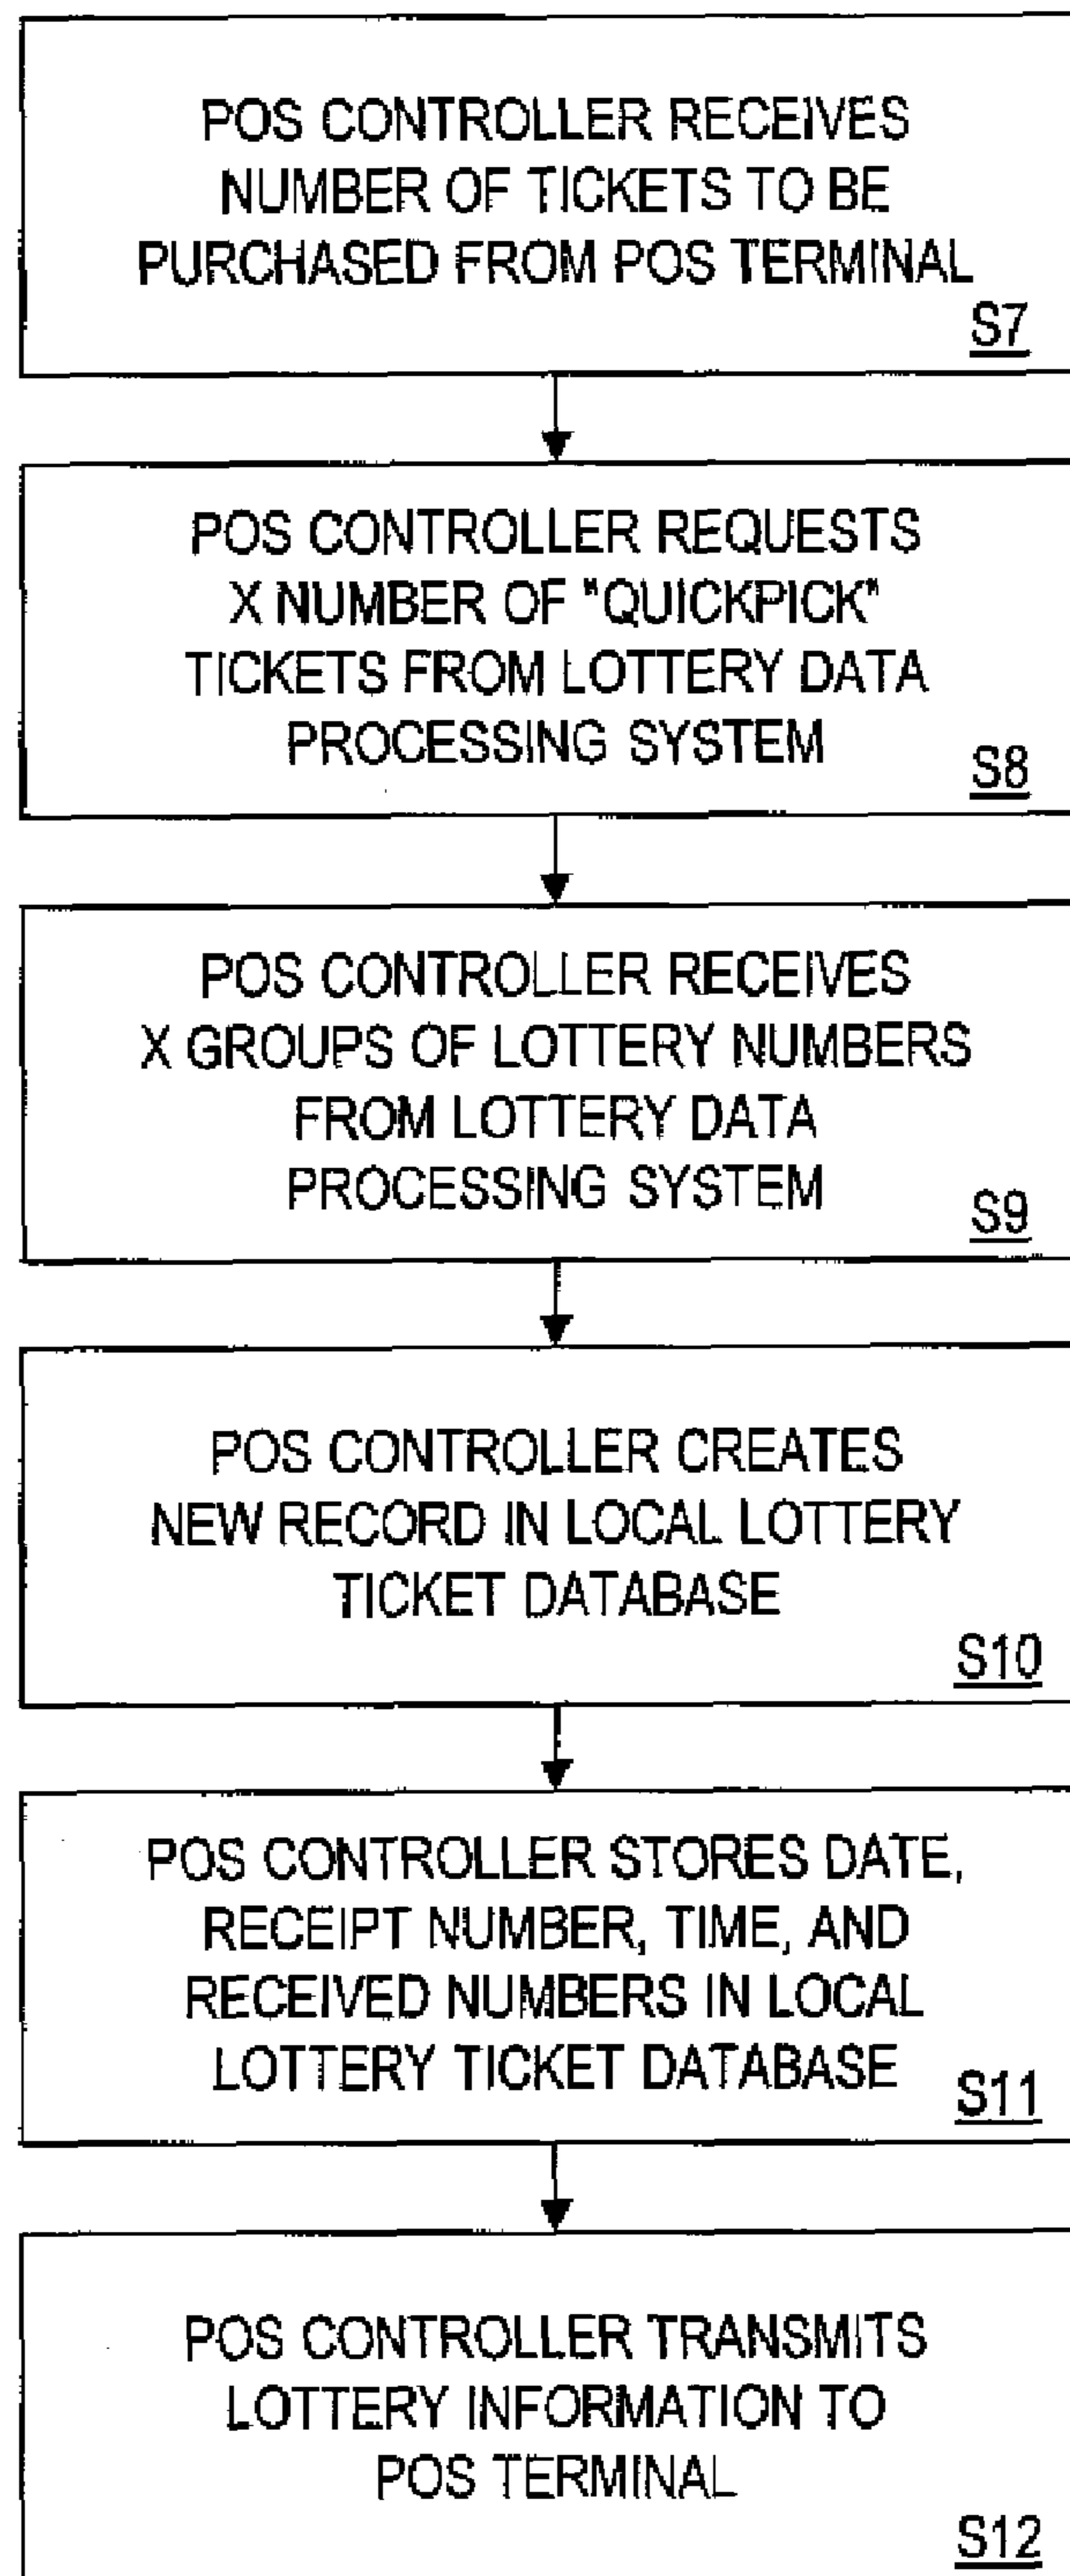 POS CONTROLLER RECEIVES
NUMBER OF TICKETS TO BE
PURCHASED FROM POS TERMINAL
S7
POS CONTROLLER REQUESTS
X NUMBER OF "QUICKPICK"
TICKETS FROM LOTTERY DATA
PROCESSING SYSTEM
S8
POS CONTROLLER RECEIVES
X GROUPS OF LOTTERY NUMBERS
FROM LOTTERY DATA
PROCESSING SYSTEM
S9
POS CONTROLLER CREATES
NEW RECORD IN LOCAL LOTTERY
TICKET DATABASE
S10
POS CONTROLLER STORES DATE,
RECEIPT NUMBER, TIME, AND
RECEIVED NUMBERS IN LOCAL
LOTTERY TICKET DATABASE
S11
POS CONTROLLER TRANSMITS
LOTTERY INFORMATION TO
POS TERMINAL
S12